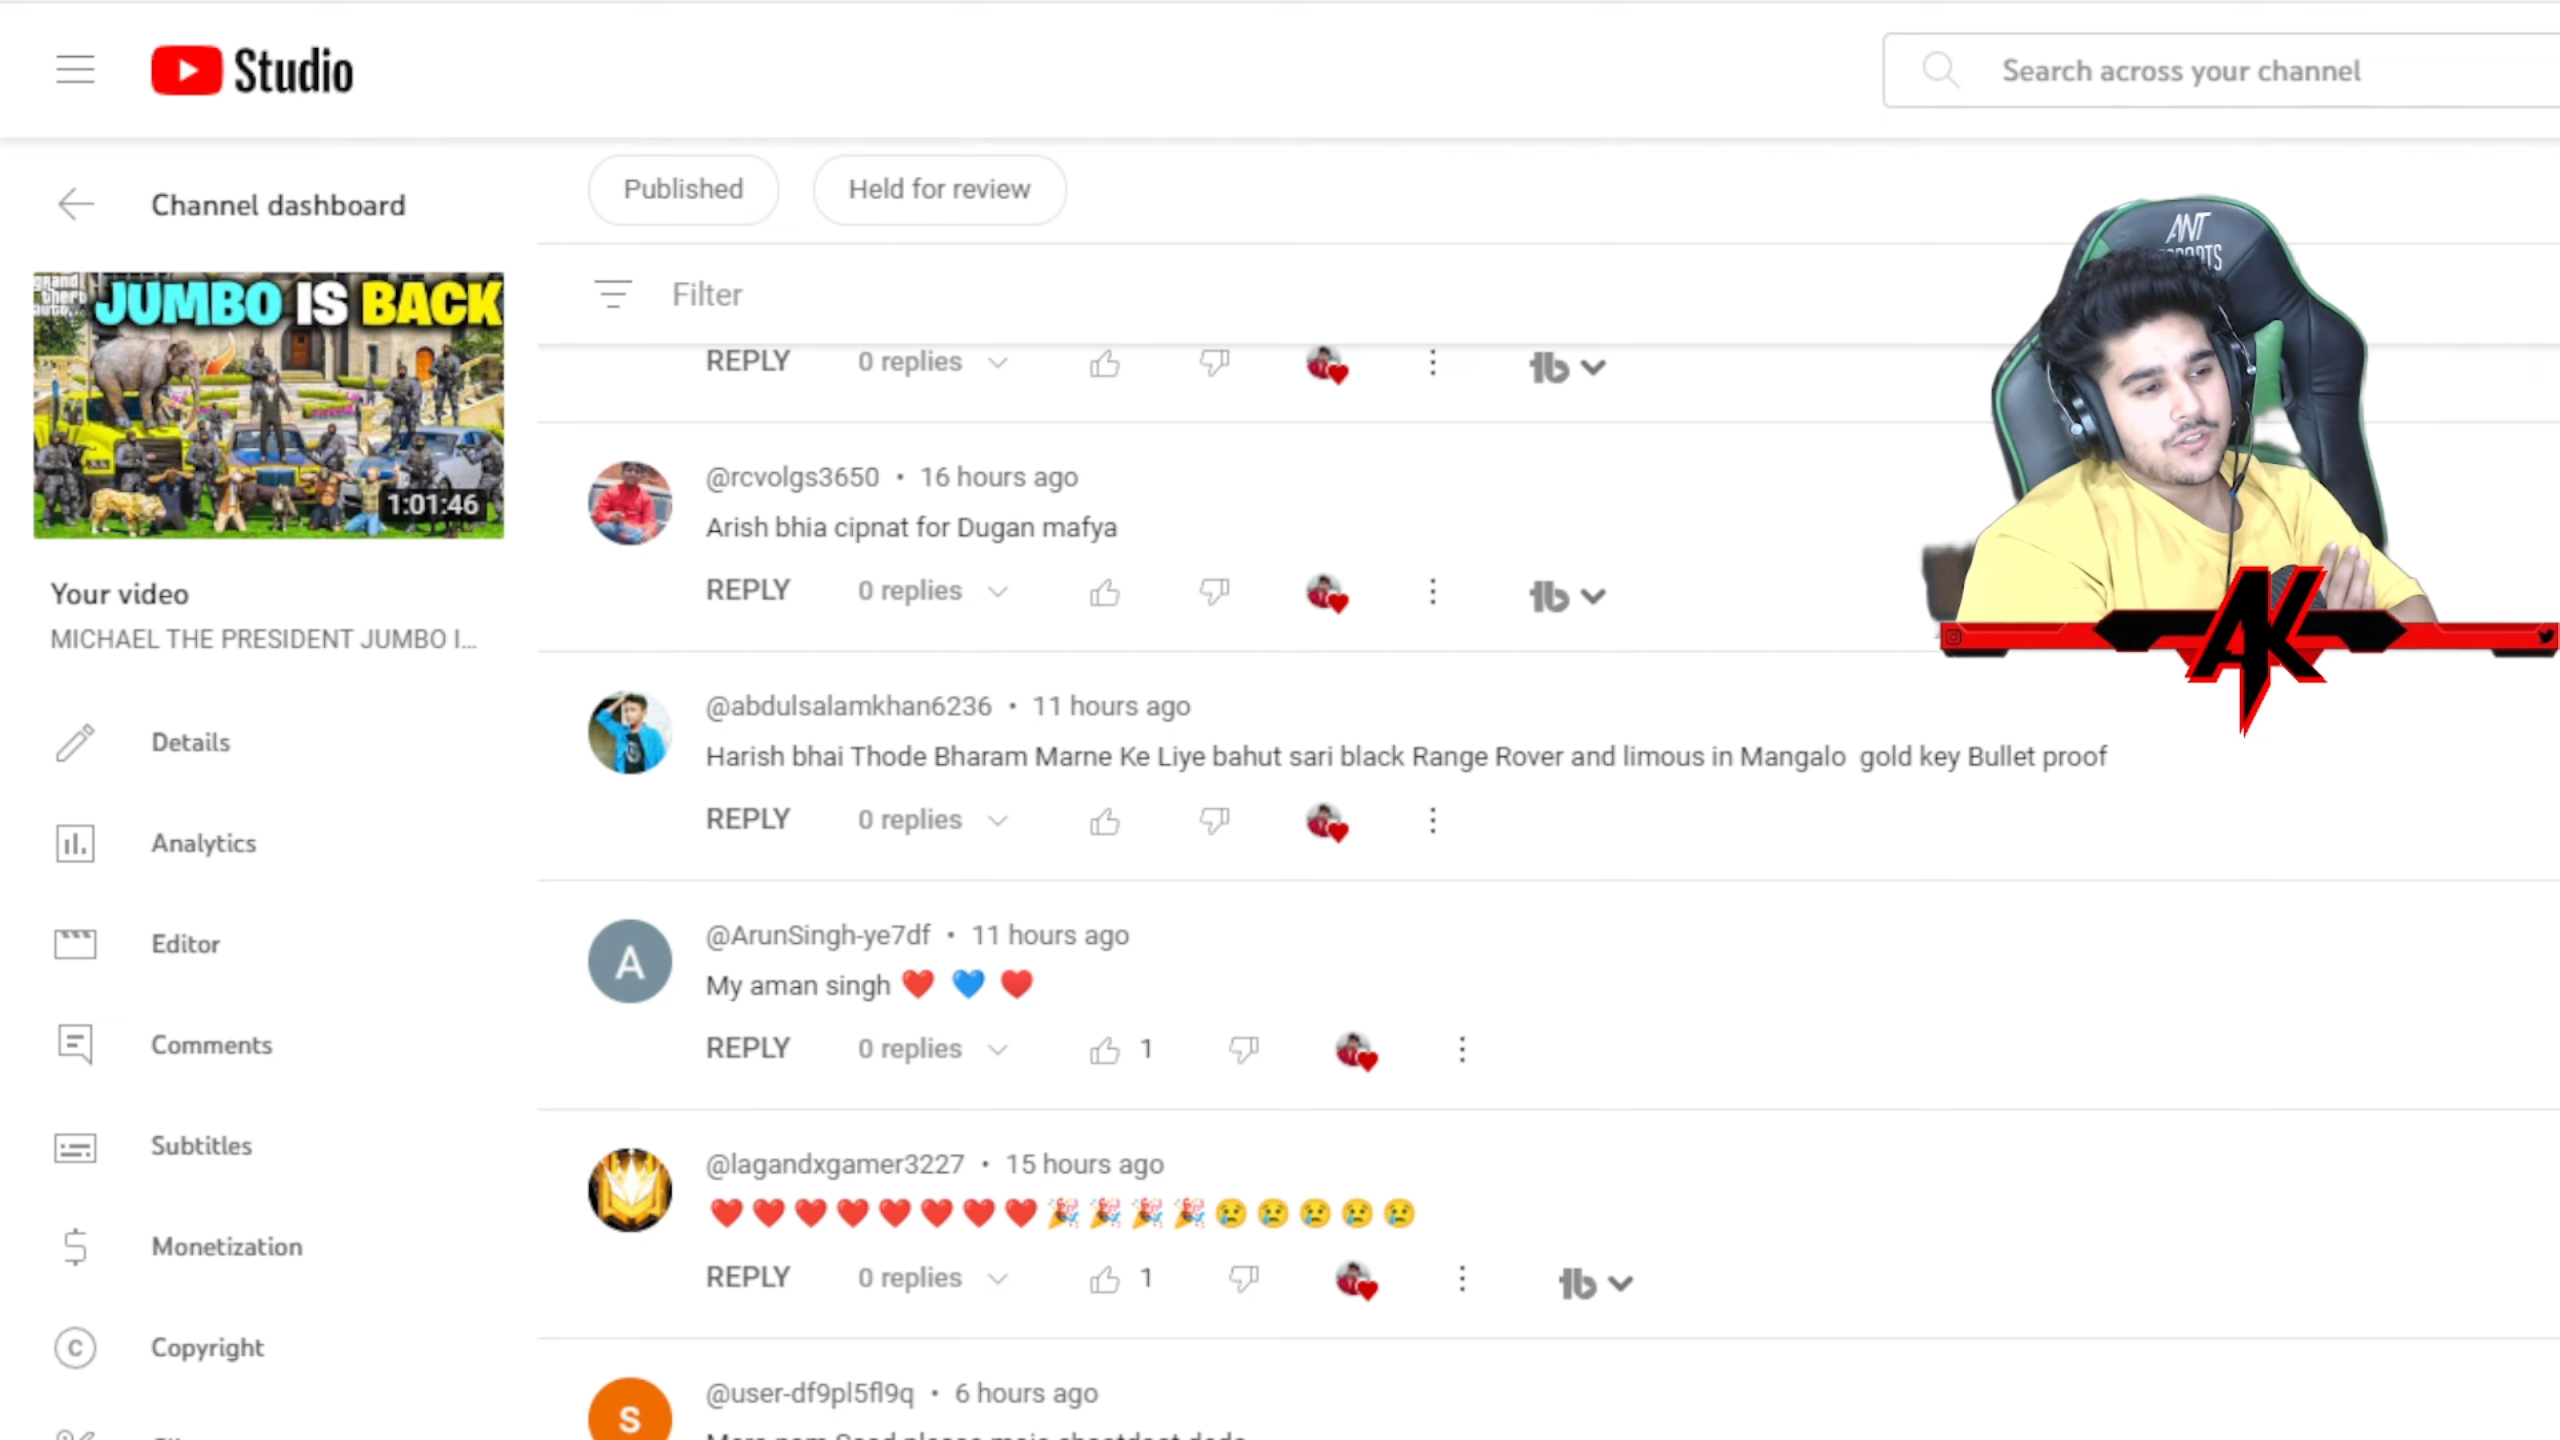 Studio
Search across your channel
Channel dashboard
Published
Held for review
ANT
grand
theft
auto
JUMBO IS BACK
1:01:46
Filter
REPLY 0 replies
@rcvolgs3650 • 16 hours ago
Arish bhia cipnat for Dugan mafya
REPLY 0 replies
Your video
MICHAEL THE PRESIDENT JUMBO I...
AK
@abdulsalamkhan6236 • 11 hours ago
Harish bhai Thode Bharam Marne Ke Liye bahut sari black Range Rover and limous in Mangalo gold key Bullet proof
REPLY 0 replies
Details
Analytics
Editor
Comments
Subtitles
Monetization
Copyright
A
@ArunSingh-ye7df • 11 hours ago
My aman singh ❤️ 💙 ❤️
REPLY 0 replies 1
@lagandxgamer3227 • 15 hours ago
❤️❤️❤️❤️❤️❤️❤️❤️🎉🎉🎉🎉😢😢😢😢😢
REPLY 0 replies 1
S
@user-df9pl5fl9q • 6 hours ago